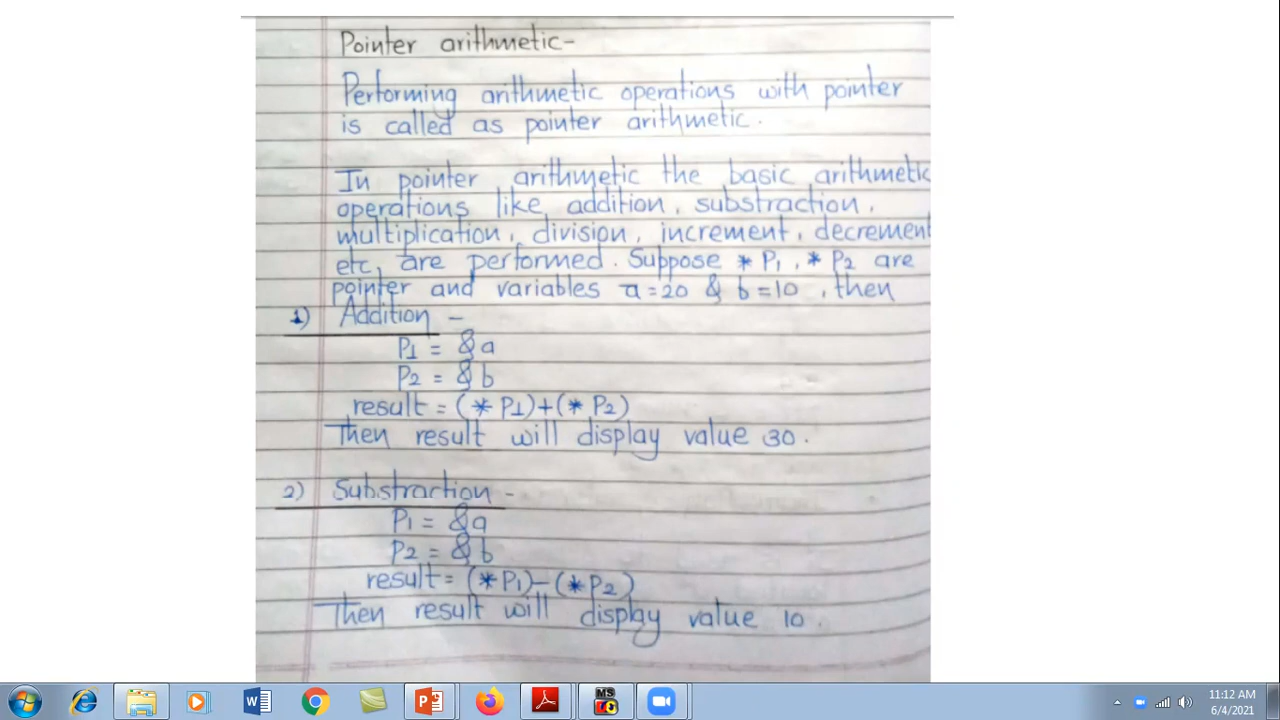 Pointer arithmetic-
Performing arithmetic operations with pointer
is called as pointer arithmetic.
In pointer arithmetic the basic arithmetic
operations like addition, substraction,
multiplication, division, increment, decrement
etc, are performed. Suppose *P1, *P2 are
pointer and variables a=20 & b=10, then
1) Addition -
P1 = &a
P2 = &b
result = (*P1)+(*P2)
Then result will display value 30.
2) Substraction -
P1 = &a
P2 = &b
result = (*P1)-(*P2)
Then result will display value 10.
MS
11:12 AM
6/4/2021